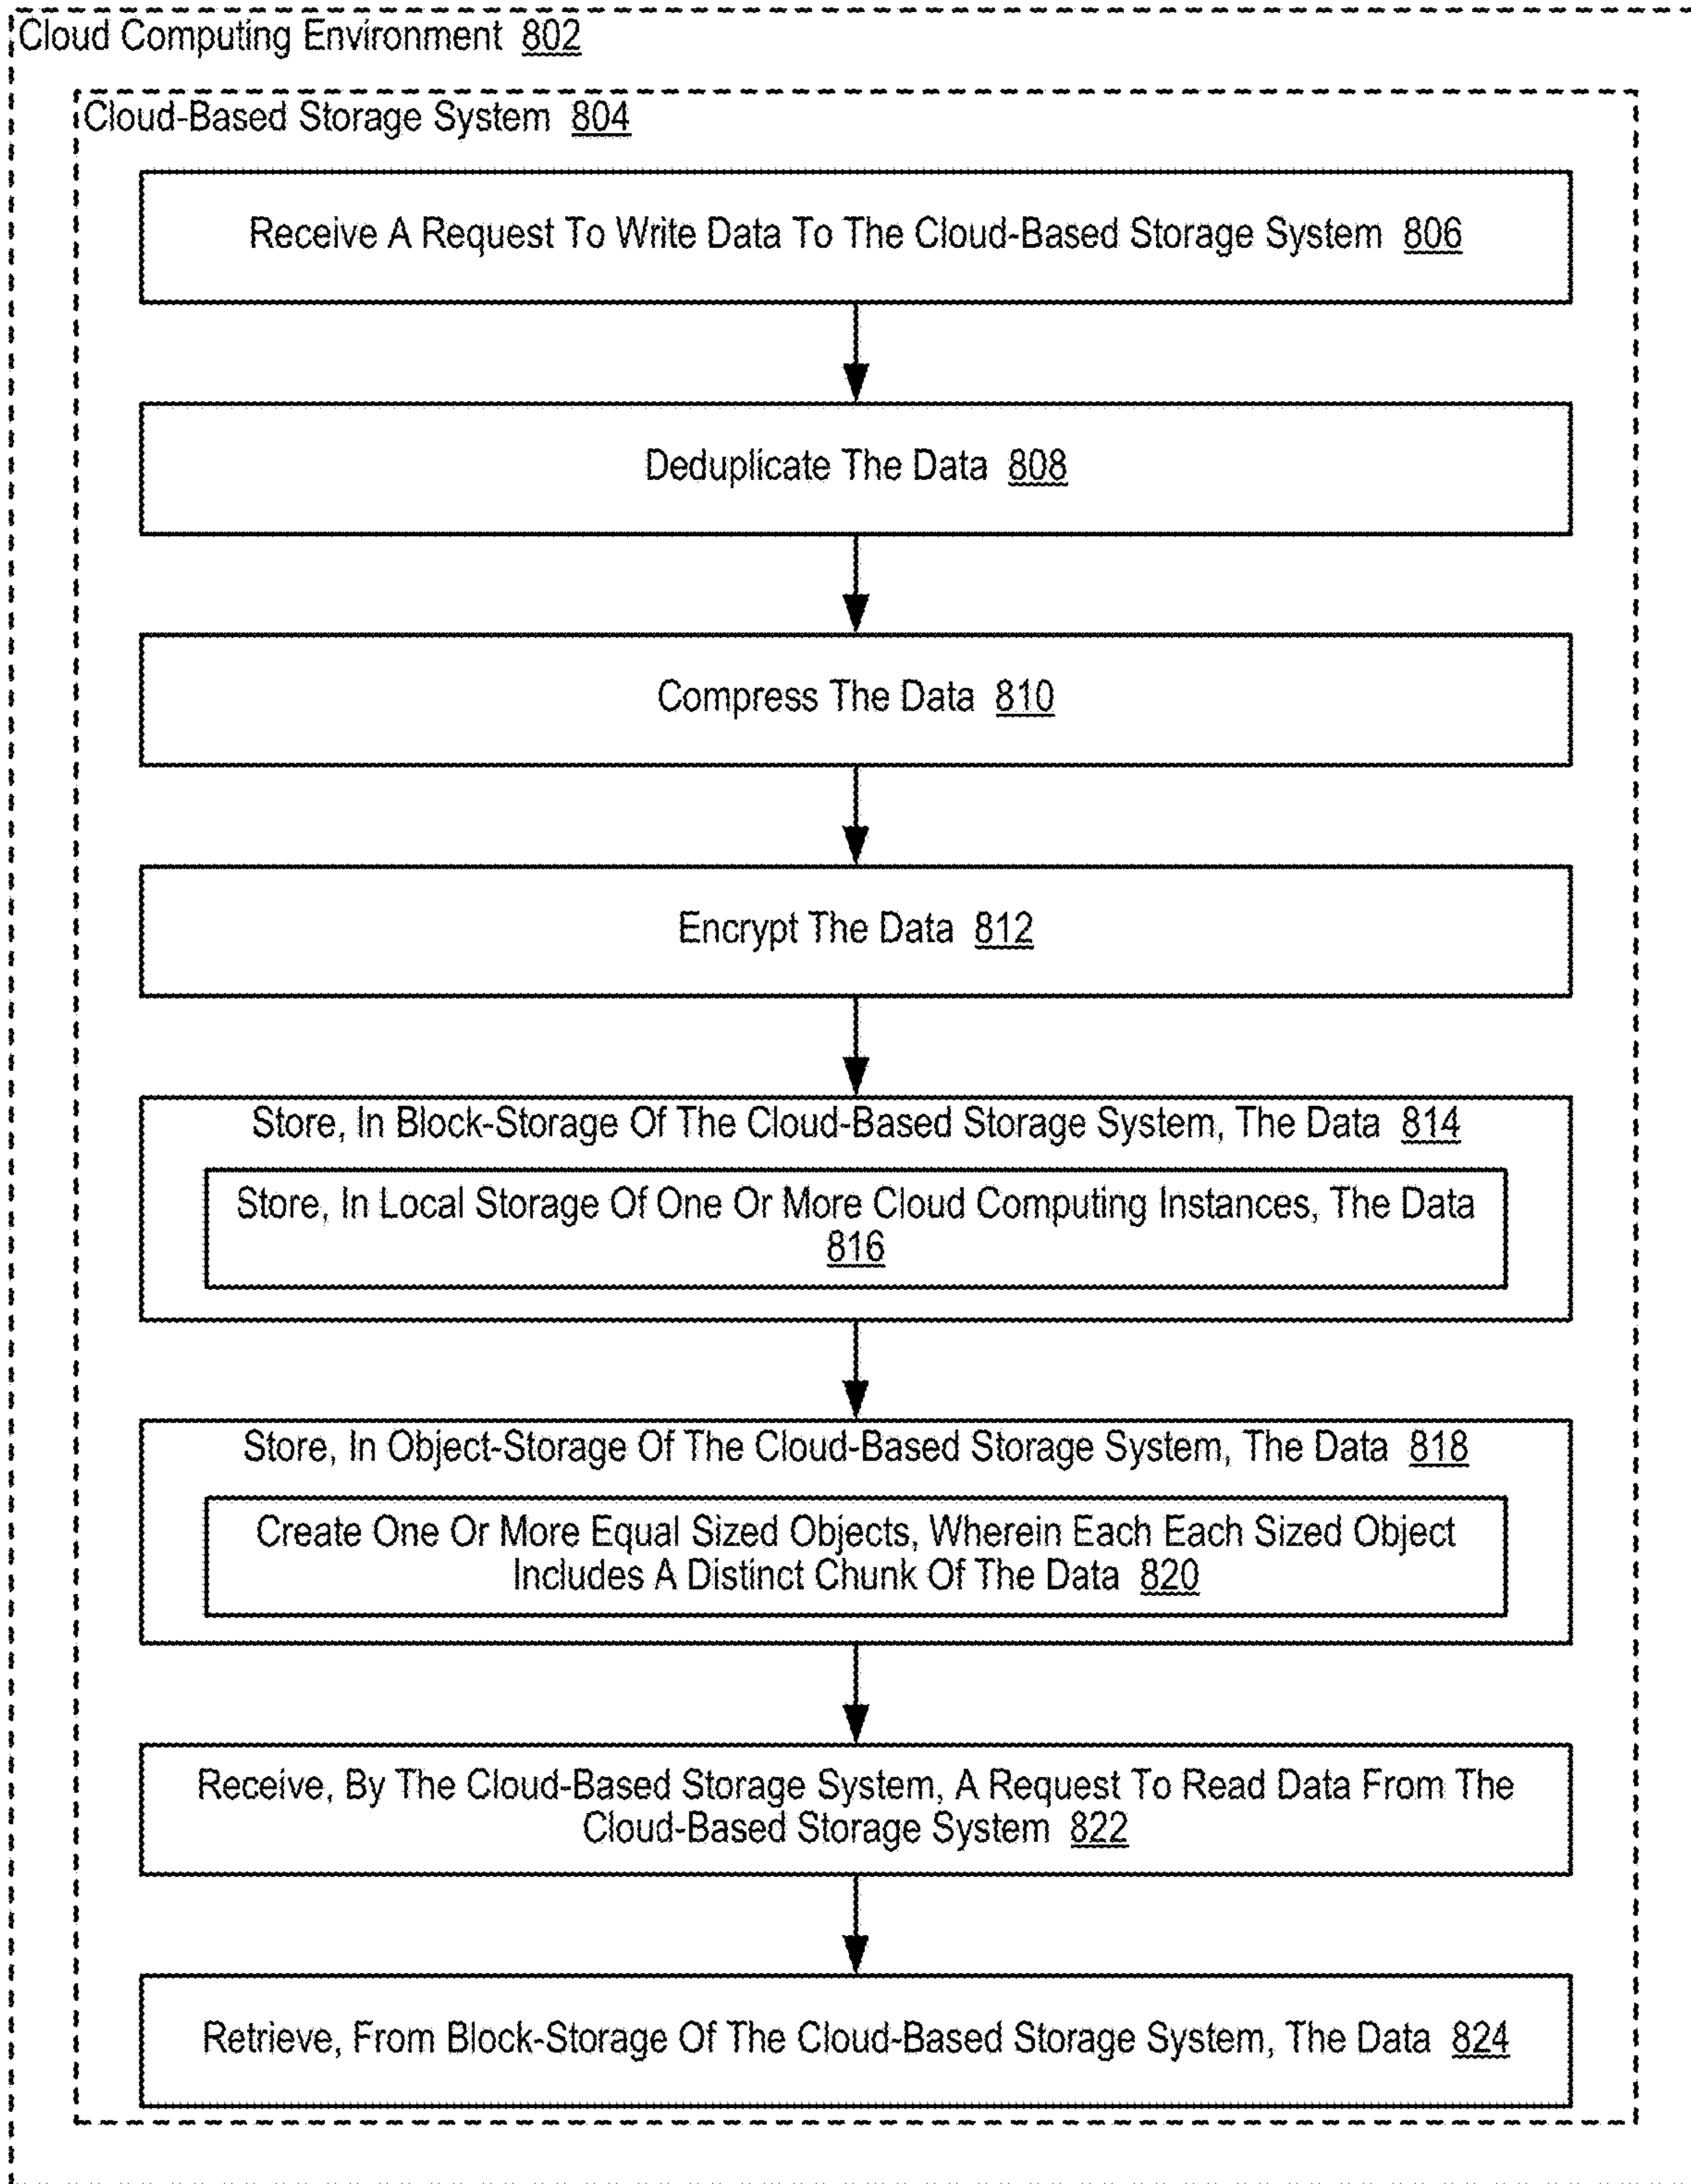 Cloud Computing Environment 802
Cloud-Based Storage System 804
Receive A Request To Write Data To The Cloud-Based Storage System 806
Deduplicate The Data 808
Compress The Data 810
Encrypt The Data 812
Store, In Block-Storage Of The Cloud-Based Storage System, The Data 814
Store, In Local Storage Of One Or More Cloud Computing Instances, The Data
816
Store, In Object-Storage Of The Cloud-Based Storage System, The Data 818
Create One Or More Equal Sized Objects, Wherein Each Each Sized Object
Includes A Distinct Chunk Of The Data 820
Receive, By The Cloud-Based Storage System, A Request To Read Data From The
Cloud-Based Storage System 822
Retrieve, From Block-Storage Of The Cloud-Based Storage System, The Data 824